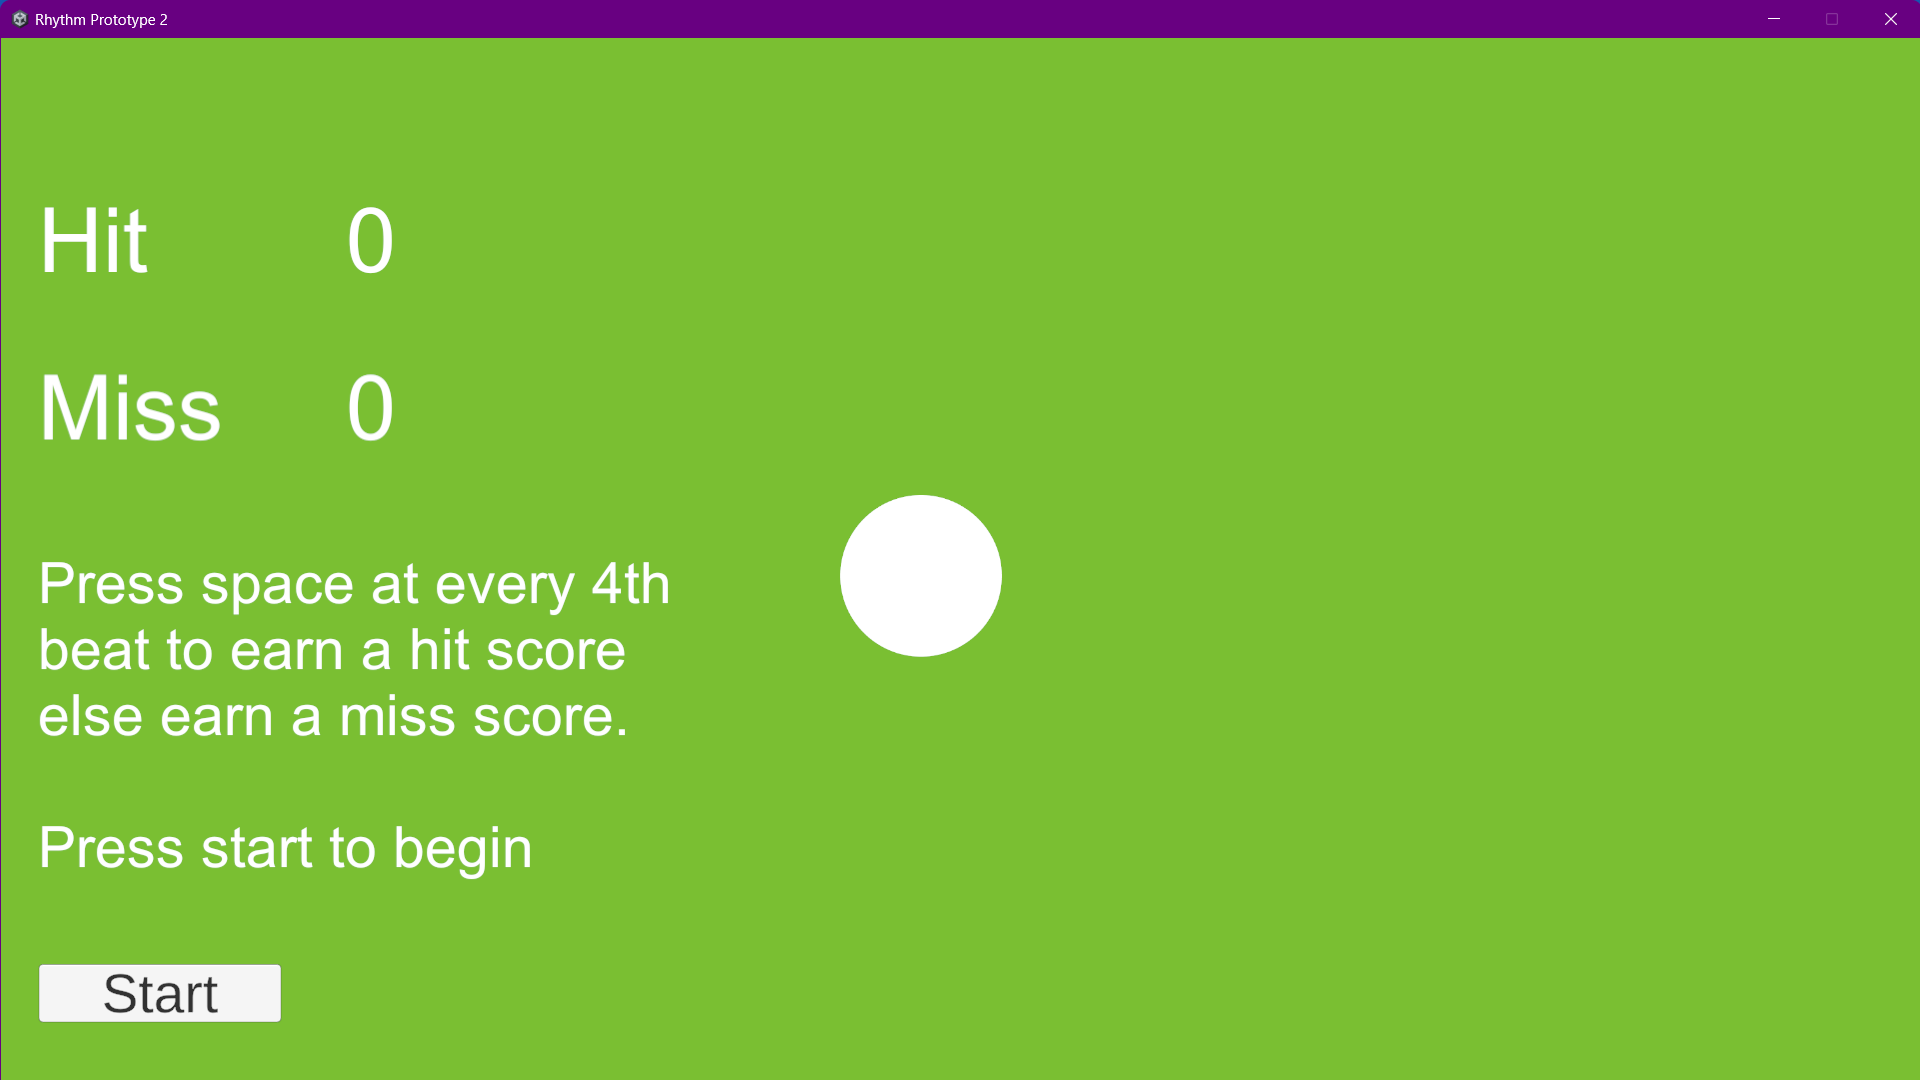 Rhythm Prototype 2
Hit 0
Miss 0
Press space at every 4th
beat to earn a hit score
else earn a miss score.
Press start to begin
Start